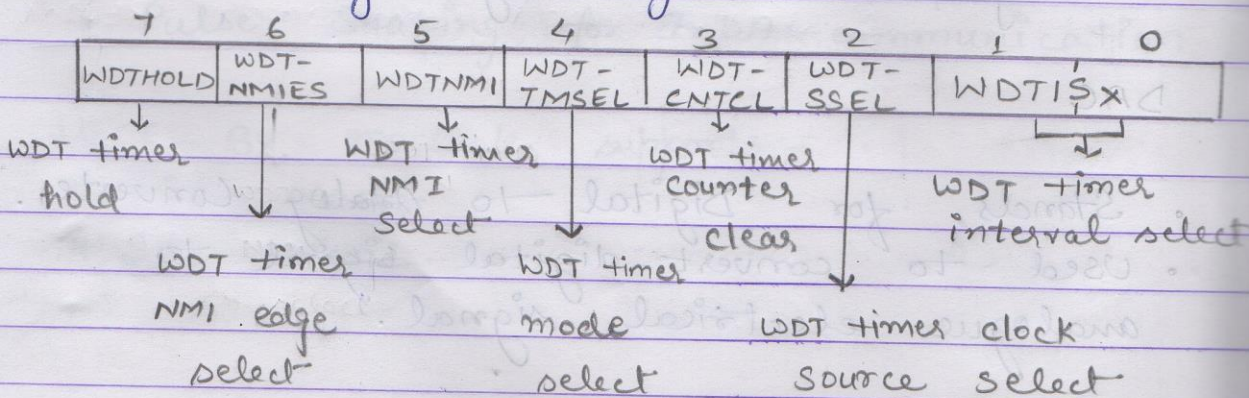 7 6 5 4 3 2 1 0
WDTHOLD WDT-NMIES WDTNMI WDT-TMSEL WDT-CNTCL WDT-SSEL WDTISx
WDT timer
hold
WDT timer
NMI edge
select
WDT timer
NMI
select
WDT timer
mode
select
WDT timer
counter
clear
WDT timer clock
source select
WDT timer
interval select